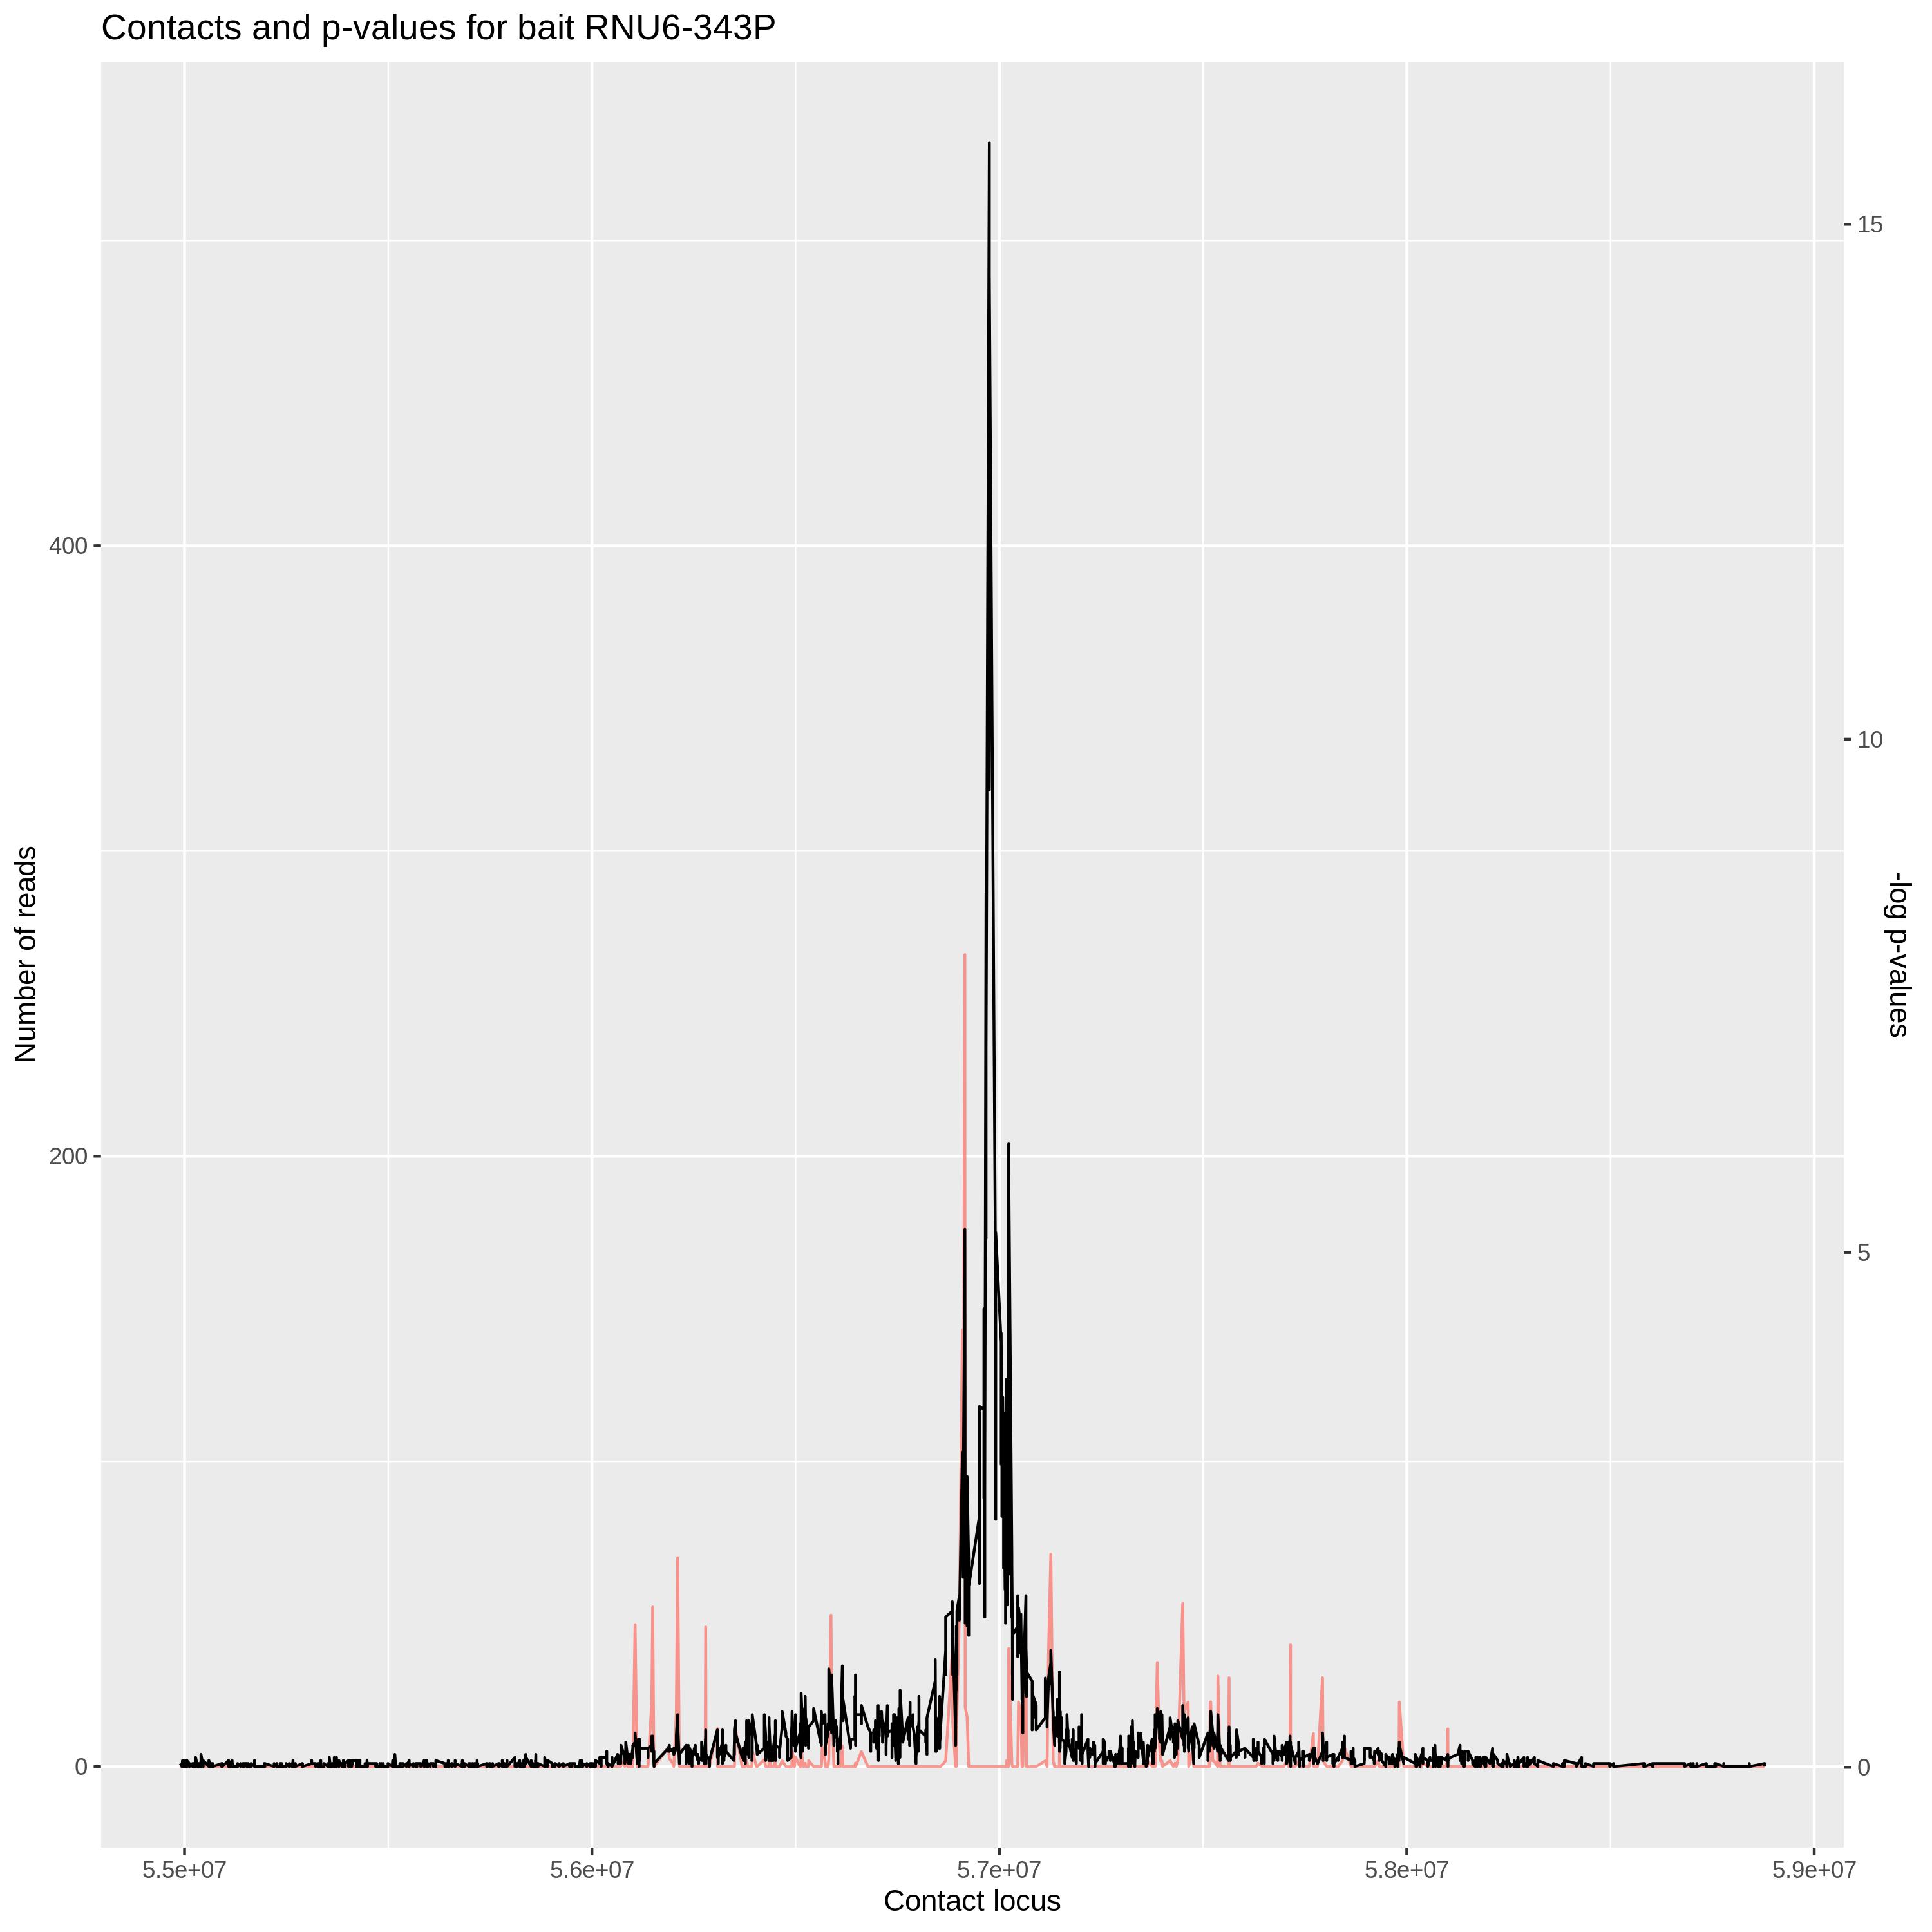 Contacts and p-values for bait RNU6-343P
Number of reads
400
200
0
15
10
5
0
-log p-values
5.5e+07 5.6e+07 5.7e+07 5.8e+07 5.9e+07
Contact locus